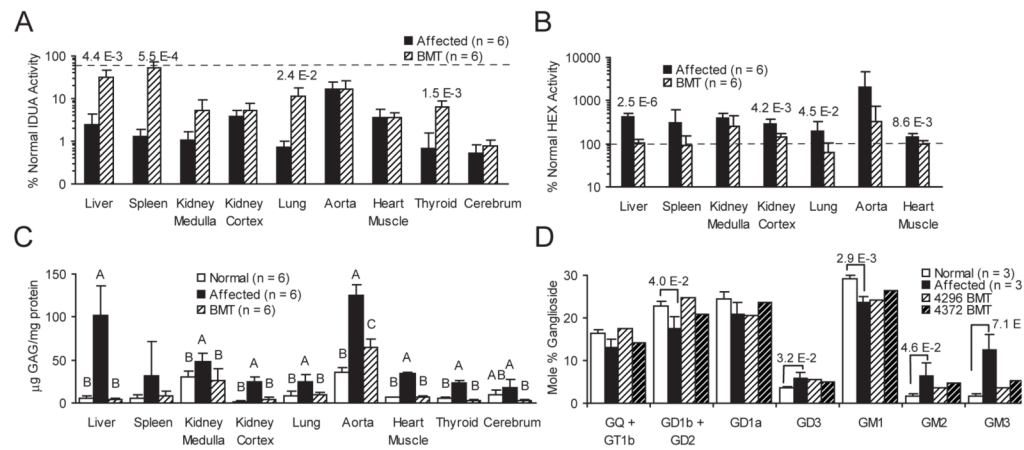 A
% Normal IDUA Activity
100
10
1
0
Affected (n = 6)
BMT (n = 6)
4.4 E-3
5.5 E-4
2.4 E-2
1.5 E-3
Liver Spleen Kidney Medulla Kidney Cortex Lung Aorta Heart Muscle Thyroid Cerebrum
B
% Normal HEX Activity
10000
1000
100
10
Affected (n = 6)
BMT (n = 6)
2.5 E-6
4.2 E-3
4.5 E-2
8.6 E-3
Liver Spleen Kidney Medulla Kidney Cortex Lung Aorta Heart Muscle
C
µg GAG/mg protein
150
100
50
0
Normal (n = 6)
Affected (n = 6)
BMT (n = 6)
B A B
B A B
B A B
B A B
B A C
B A B
B A B
AB A B
Liver Spleen Kidney Medulla Kidney Cortex Lung Aorta Heart Muscle Thyroid Cerebrum
D
Mole % Ganglioside
30
20
10
0
Normal (n = 3)
Affected (n = 3
4296 BMT
4372 BMT
4.0 E-2
3.2 E-2
2.9 E-3
4.6 E-2
7.1 E
GQ + GT1b GD1b + GD2 GD1a GD3 GM1 GM2 GM3